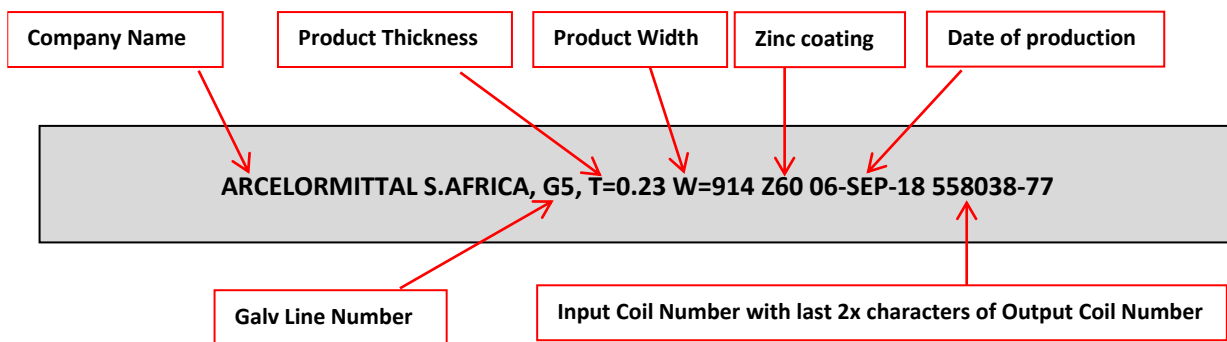 Company Name Product Thickness Product Width Zinc coating Date of production
ARCELORMITTAL S.AFRICA, G5, T=0.23 W=914 Z60 06-SEP-18 558038-77
Galv Line Number Input Coil Number with last 2x characters of Output Coil Number